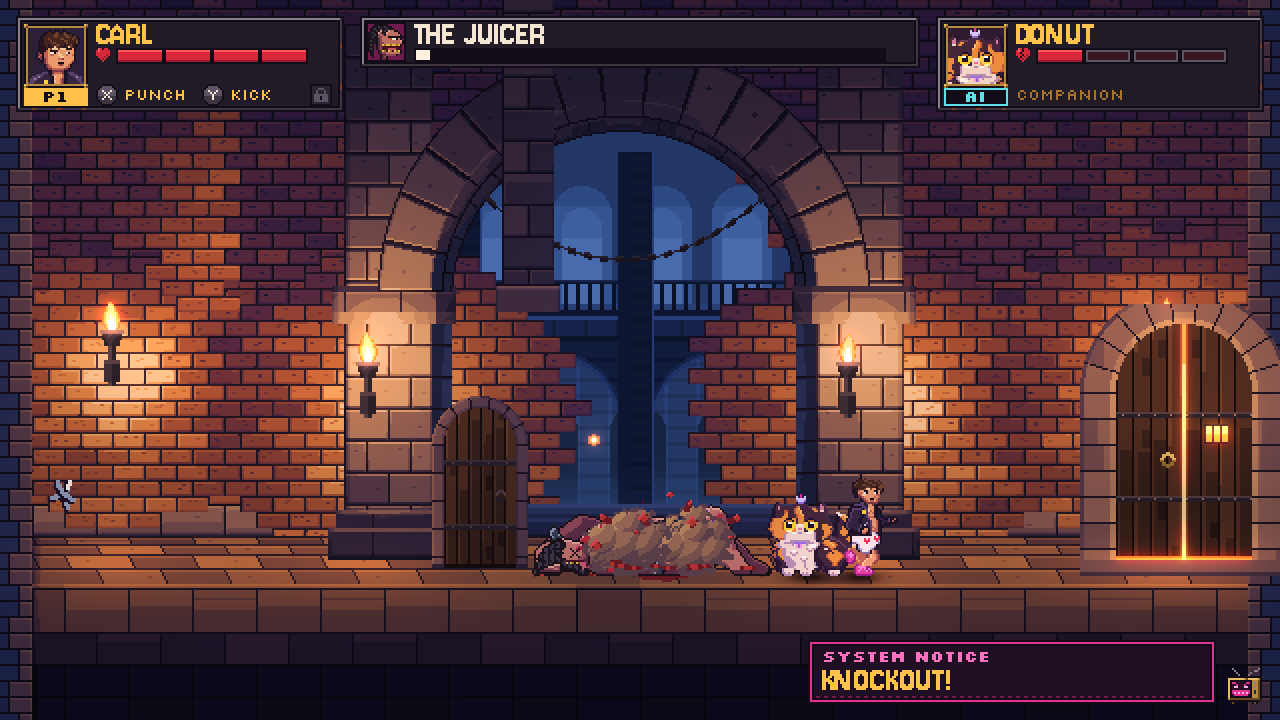 CARL
P1
X PUNCH Y KICK
THE JUICER
DONUT
AI
COMPANION
SYSTEM NOTICE
KNOCKOUT!